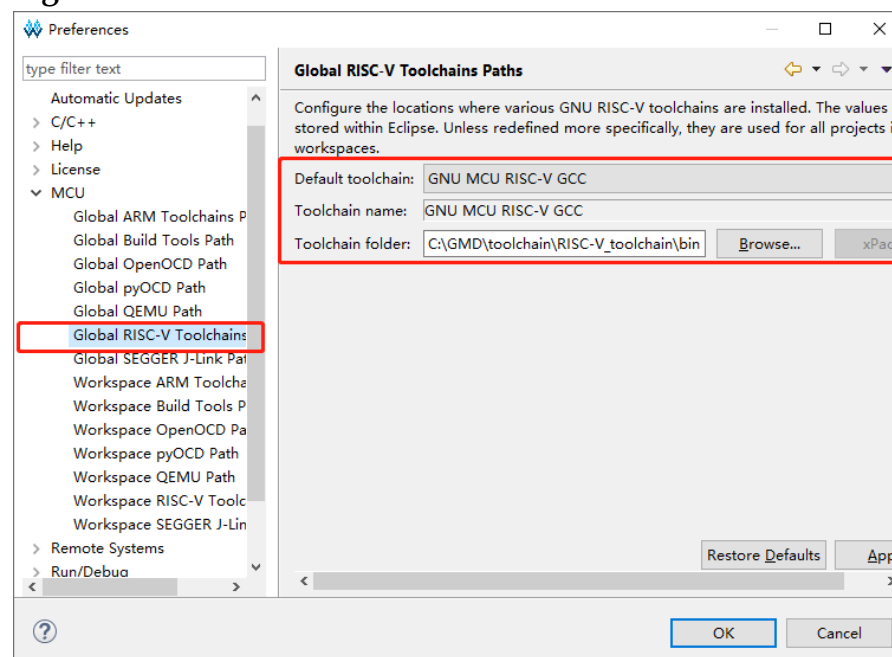 Preferences
type filter text
Automatic Updates
C/C++
Help
License
MCU
Global ARM Toolchains P
Global Build Tools Path
Global OpenOCD Path
Global pyOCD Path
Global QEMU Path
Global RISC-V Toolchains
Global SEGGER J-Link Pat
Workspace ARM Toolcha
Workspace Build Tools P
Workspace OpenOCD Pa
Workspace pyOCD Path
Workspace QEMU Path
Workspace RISC-V Toolc
Workspace SEGGER J-Lin
Remote Systems
Run/Debug
Global RISC-V Toolchains Paths
Configure the locations where various GNU RISC-V toolchains are installed. The values
stored within Eclipse. Unless redefined more specifically, they are used for all projects i
workspaces.
Default toolchain: GNU MCU RISC-V GCC
Toolchain name: GNU MCU RISC-V GCC
Toolchain folder: C:\GMD\toolchain\RISC-V_toolchain\bin Browse... xPac
Restore Defaults App
OK Cancel